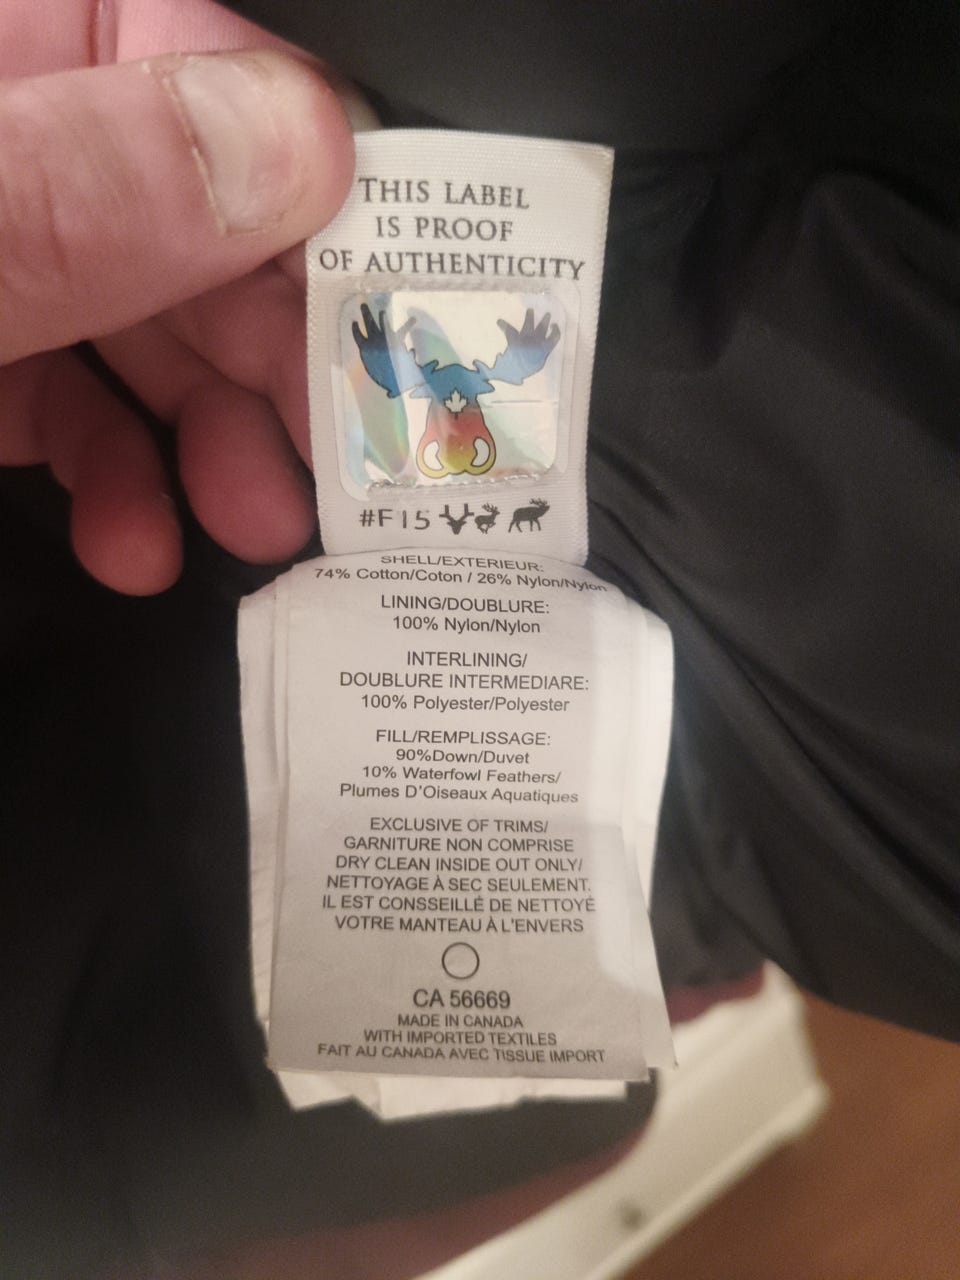 THIS LABEL
IS PROOF
OF AUTHENTICITY
#F15
SHELL/EXTERIEUR:
74% Cotton/Coton / 26% Nylon/Nylon
LINING/DOUBLURE:
100% Nylon/Nylon
INTERLINING/
DOUBLURE INTERMEDIARE:
100% Polyester/Polyester
FILL/REMPLISSAGE:
90%Down/Duvet
10% Waterfowl Feathers/
Plumes D'Oiseaux Aquatiques
EXCLUSIVE OF TRIMS/
GARNITURE NON COMPRISE
DRY CLEAN INSIDE OUT ONLY/
NETTOYAGE À SEC SEULEMENT.
IL EST CONSSEILLÉ DE NETTOYÉ
VOTRE MANTEAU À L'ENVERS
CA 56669
MADE IN CANADA
WITH IMPORTED TEXTILES
FAIT AU CANADA AVEC TISSUE IMPORT